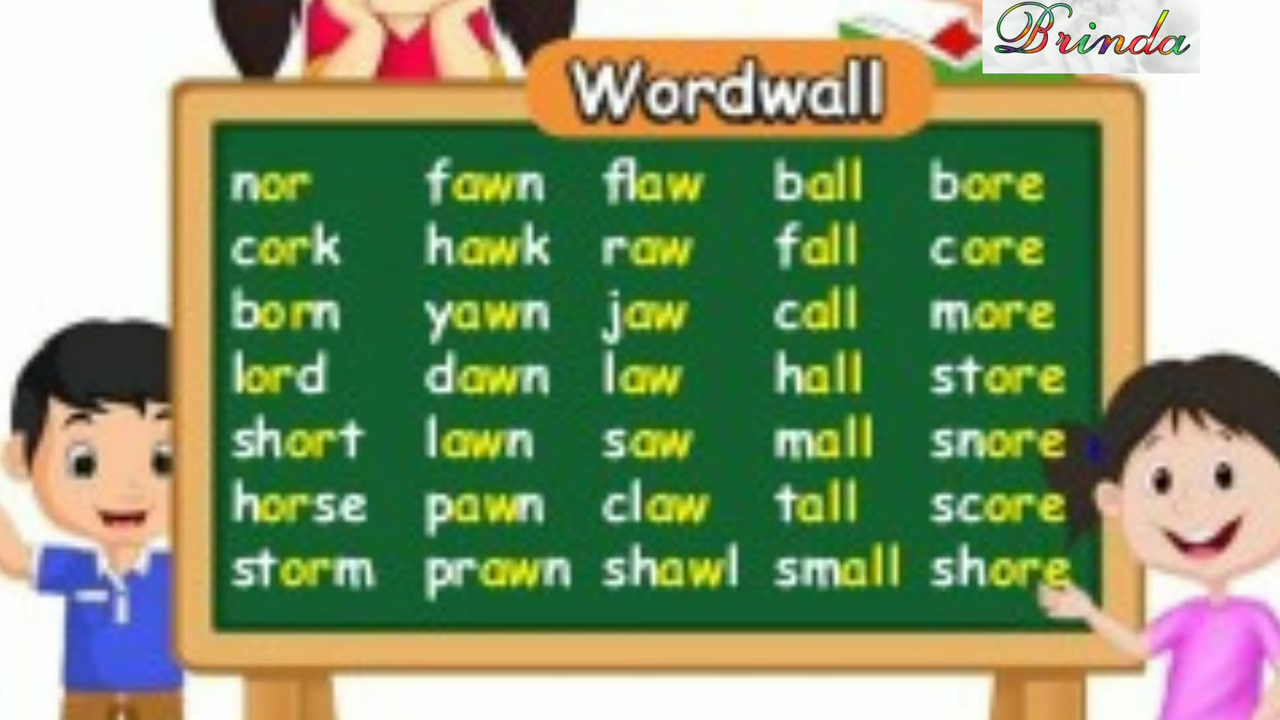 Brinda
Wordwall
nor fawn flaw ball bore
cork hawk raw fall core
born yawn jaw call more
lord dawn law hall store
short lawn saw mall snore
horse pawn claw tall score
storm prawn shawl small shore